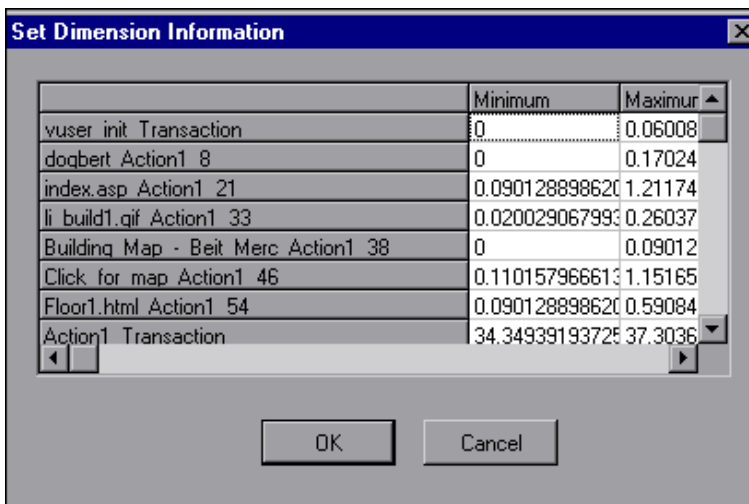 Set Dimension Information
Minimum Maximur
vuser init Transaction 0 0.06008
dogbert Action1 8 0 0.17024
index.asp Action1 21 0.090128898620 1.21174
li build1.gif Action1 33 0.020029067993 0.26037
Building Map - Beit Merc Action1 38 0 0.09012
Click for map Action1 46 0.110157966613 1.15165
Floor1.html Action1 54 0.090128898620 0.59084
Action1 Transaction 34.34939193725 37.3036
OK Cancel